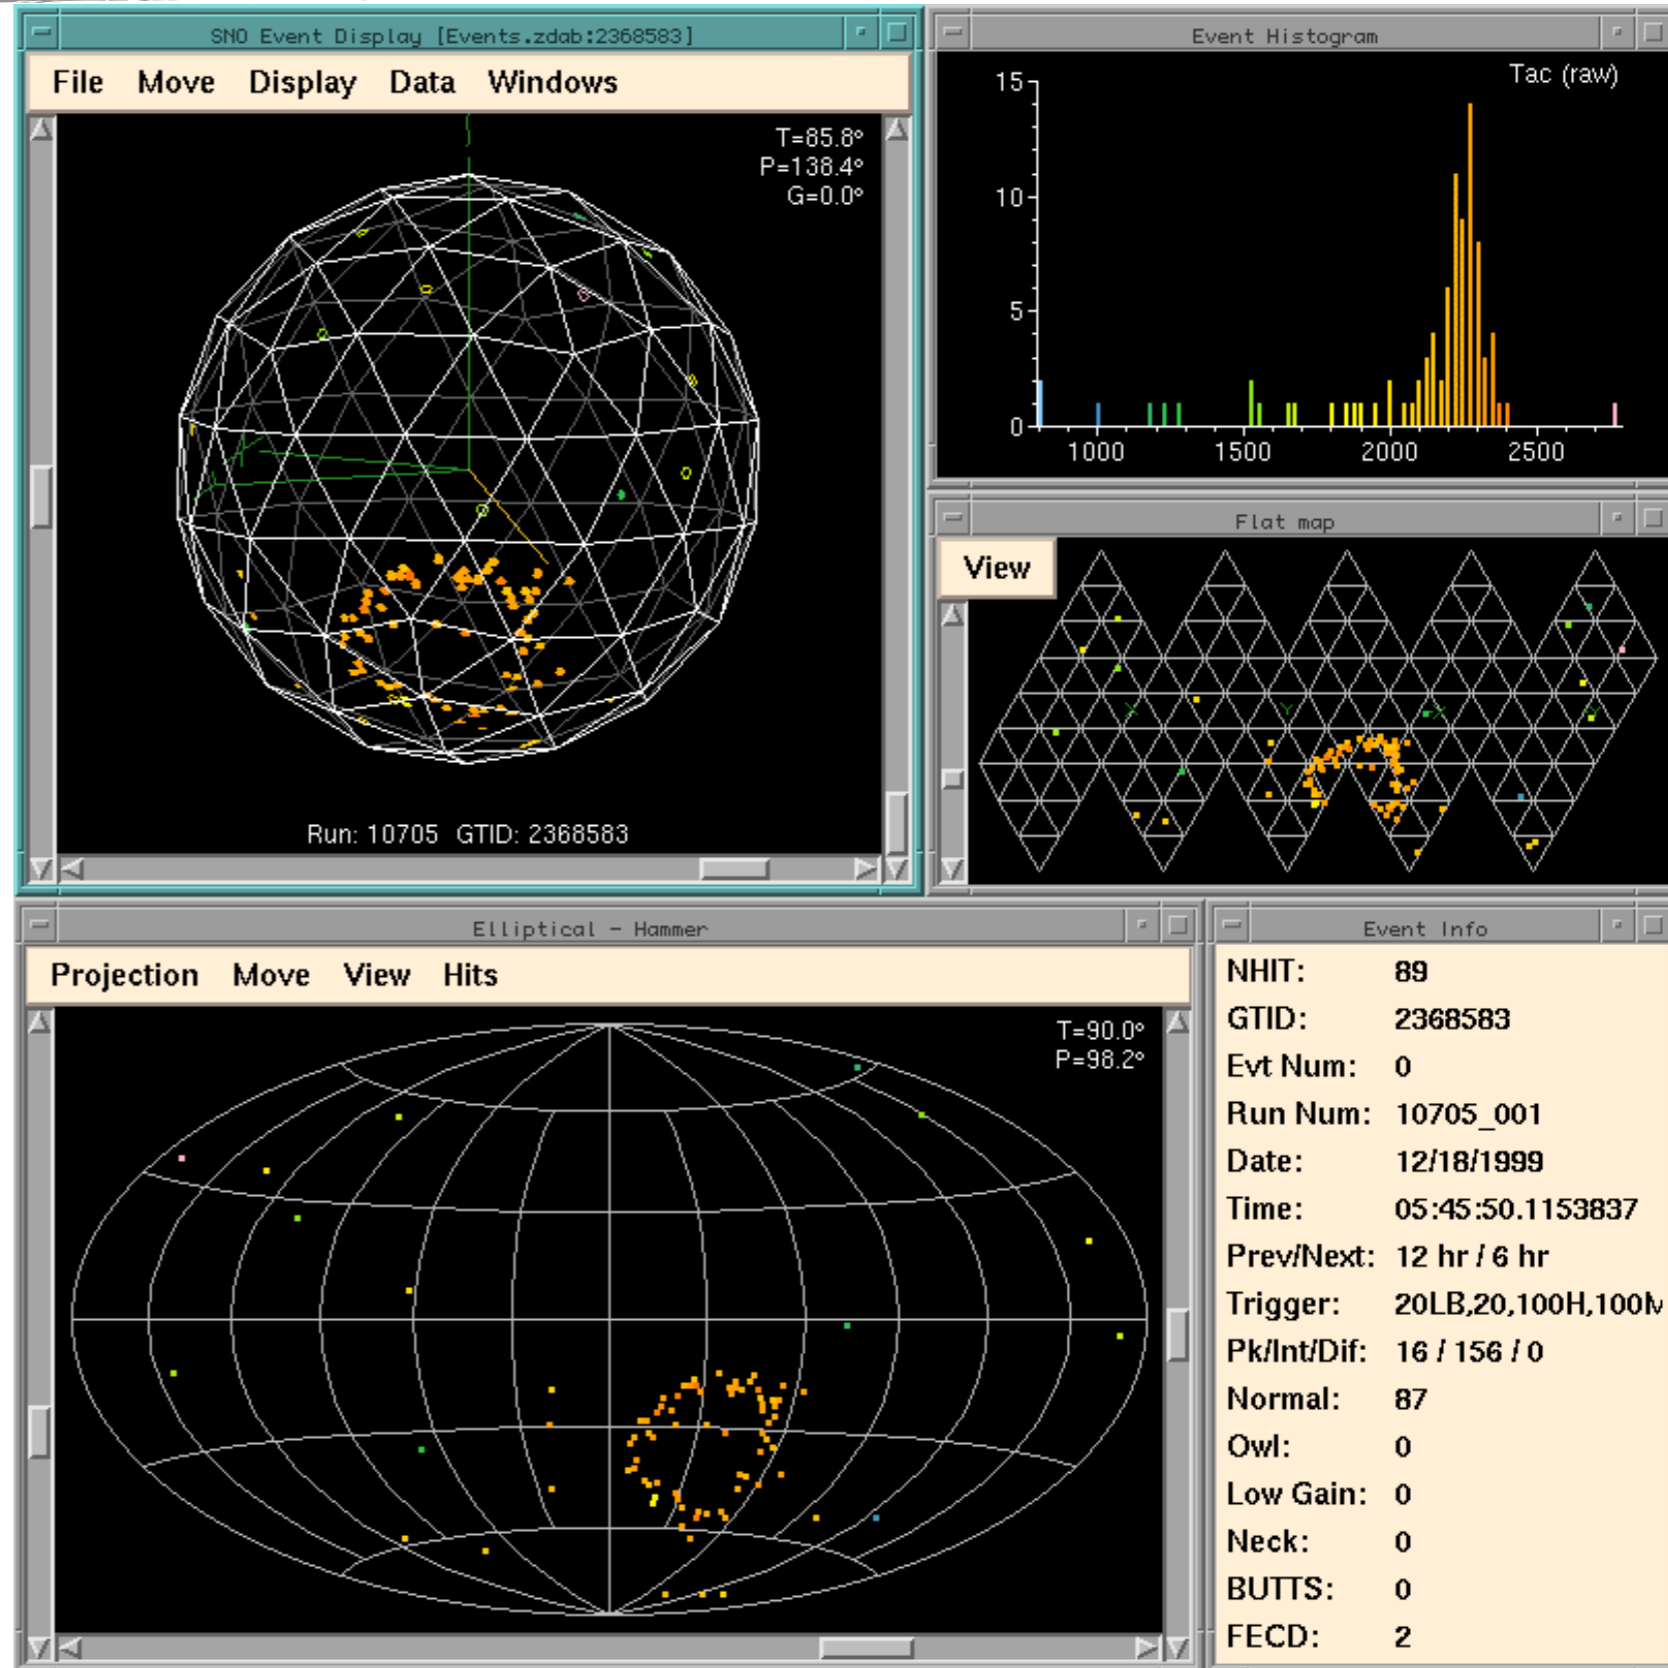 SNO Event Display [Events.zdab:2368583]
File Move Display Data Windows
T=85.8°
P=138.4°
G=0.0°
Run: 10705 GTID: 2368583
Event Histogram
Tac (raw)
15
10
5
0
1000 1500 2000 2500
Flat map
View
X Y X Y
Elliptical - Hammer
Projection Move View Hits
T=90.0°
P=98.2°
Event Info
NHIT: 89
GTID: 2368583
Evt Num: 0
Run Num: 10705_001
Date: 12/18/1999
Time: 05:45:50.1153837
Prev/Next: 12 hr / 6 hr
Trigger: 20LB,20,100H,100M
Pk/Int/Dif: 16 / 156 / 0
Normal: 87
Owl: 0
Low Gain: 0
Neck: 0
BUTTS: 0
FECD: 2